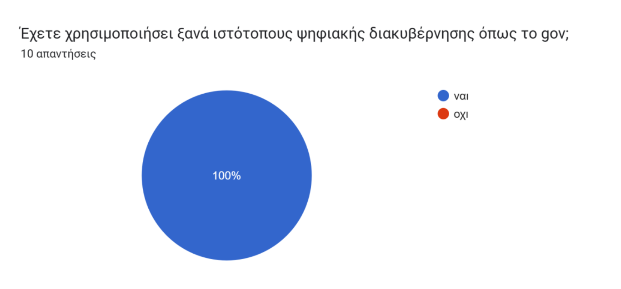 Έχετε χρησιμοποιήσει ξανά ιστότοπους ψηφιακής διακυβέρνησης όπως το gov;
10 απαντήσεις
ναι
οχι
100%